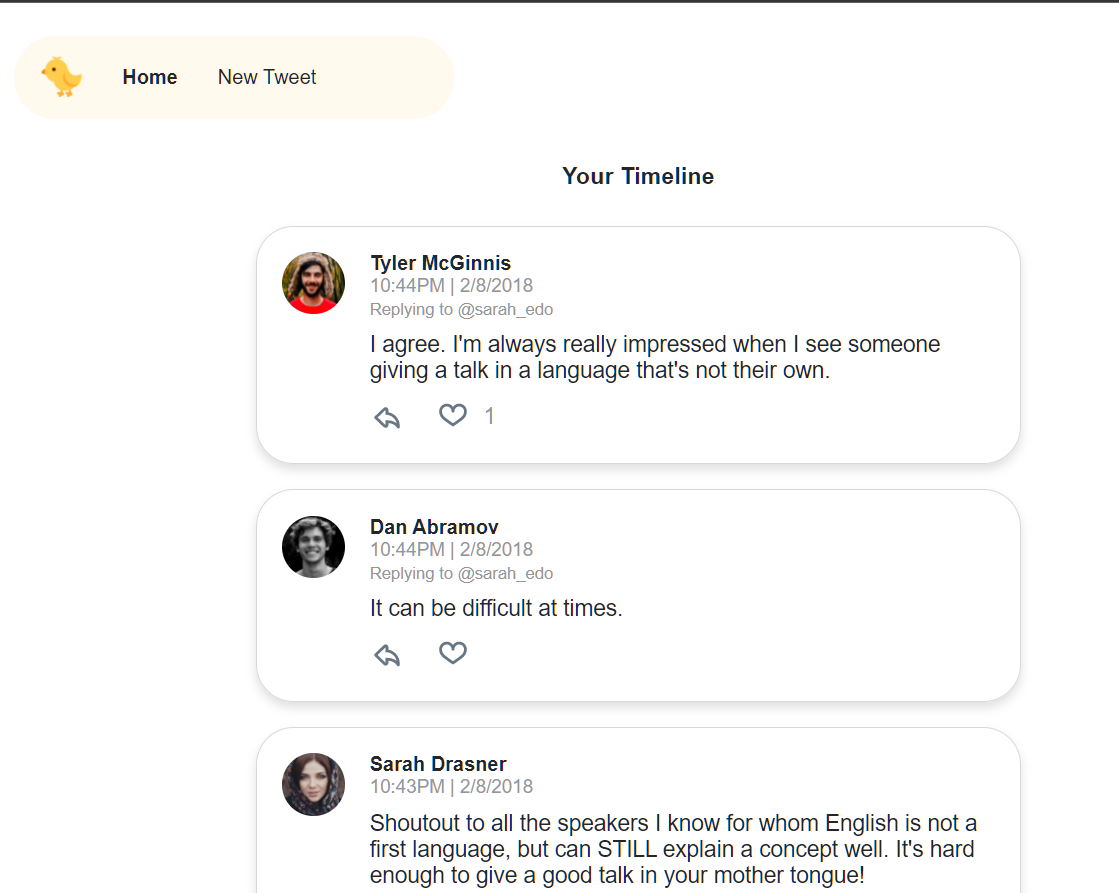 Home New Tweet
Your Timeline
Tyler McGinnis
10:44PM | 2/8/2018
Replying to @sarah_edo
I agree. I'm always really impressed when I see someone
giving a talk in a language that's not their own.
1
Dan Abramov
10:44PM | 2/8/2018
Replying to @sarah_edo
It can be difficult at times.
Sarah Drasner
10:43PM | 2/8/2018
Shoutout to all the speakers I know for whom English is not a
first language, but can STILL explain a concept well. It's hard
enough to give a good talk in your mother tongue!